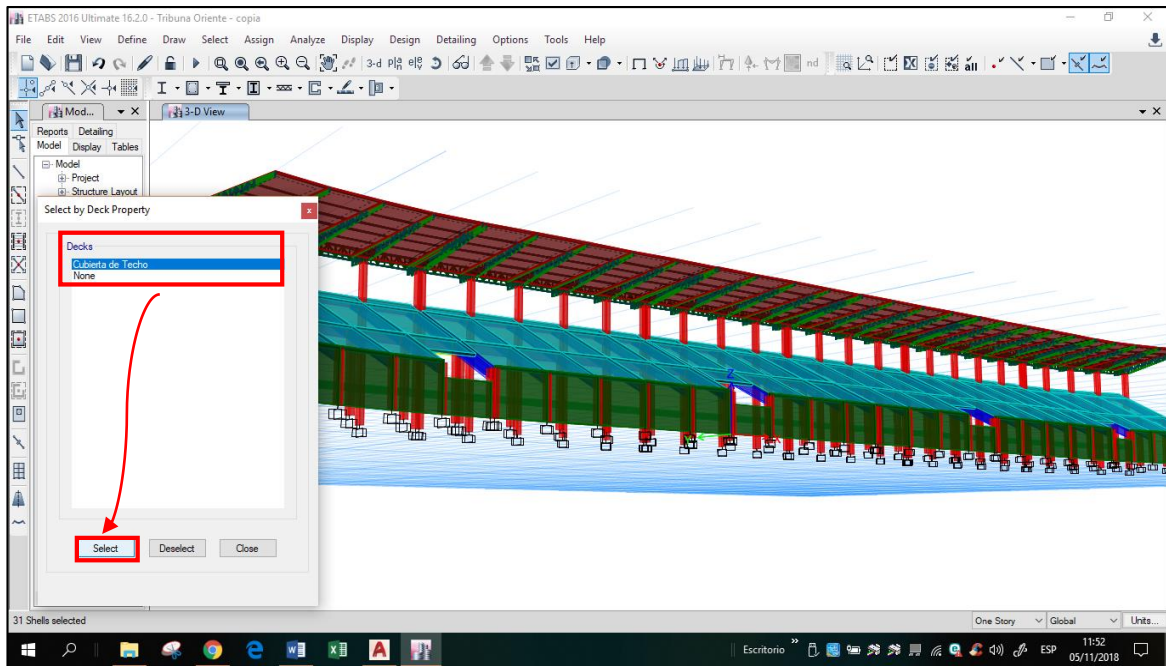 ETABS 2016 Ultimate 16.2.0 - Tribuna Oriente - copia
File Edit View Define Draw Select Assign Analyze Display Design Detailing Options Tools Help
3-d
nd
Mod...
3-D View
Reports Detailing
Model Display Tables
Model
Project
Structure Layout
Select by Deck Property
Decks
Cubierta de Techo
None
Select Deselect Close
Z
31 Shells selected
One Story Global Units...
Escritorio
ESP
11:52
05/11/2018